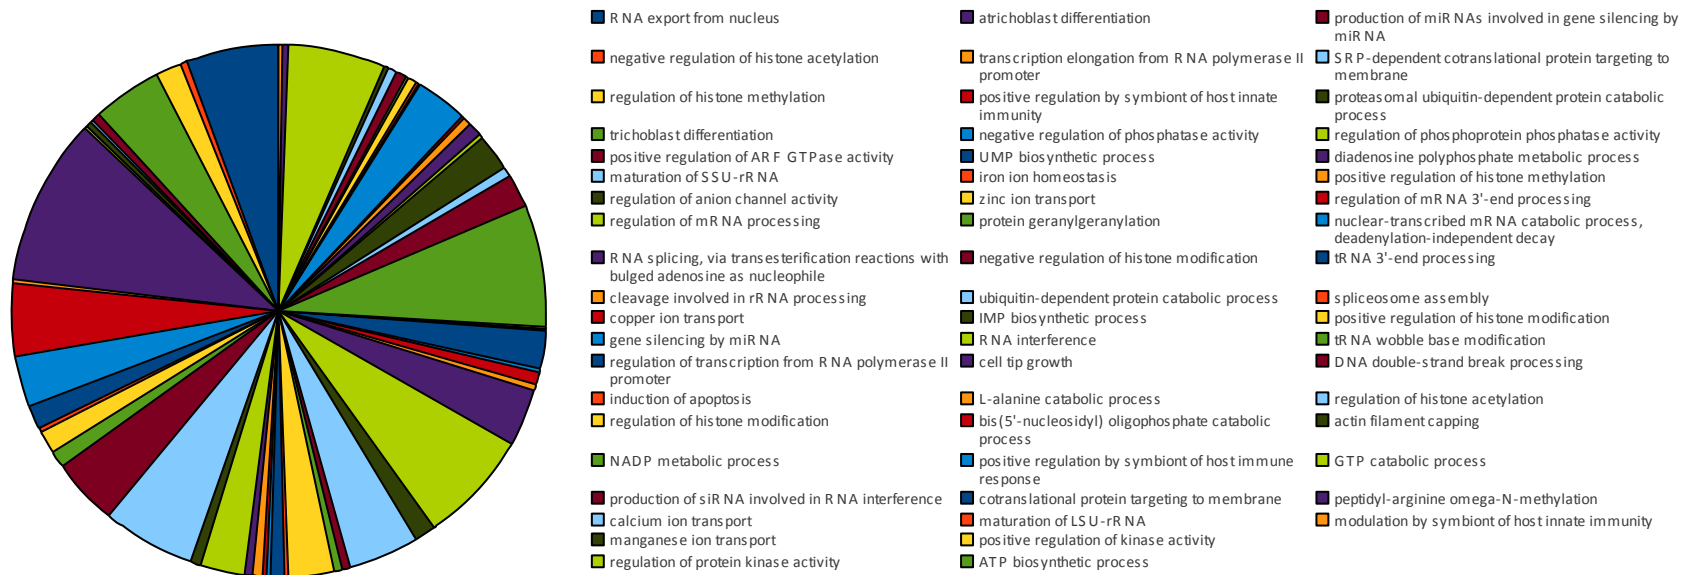 RNA export from nucleus
atrichoblast differentiation
production of miRNAs involved in gene silencing by
miRNA
negative regulation of histone acetylation
transcription elongation from RNA polymerase II
promoter
SRP-dependent cotranslational protein targeting to
membrane
regulation of histone methylation
positive regulation by symbiont of host innate
immunity
proteasomal ubiquitin-dependent protein catabolic
process
trichoblast differentiation
negative regulation of phosphatase activity
regulation of phosphoprotein phosphatase activity
positive regulation of ARF GTPase activity
UMP biosynthetic process
diadenosine polyphosphate metabolic process
maturation of SSU-rRNA
iron ion homeostasis
positive regulation of histone methylation
regulation of anion channel activity
zinc ion transport
regulation of mRNA 3'-end processing
regulation of mRNA processing
protein geranylgeranylation
nuclear-transcribed mRNA catabolic process,
deadenylation-independent decay
RNA splicing, via transesterification reactions with
bulged adenosine as nucleophile
negative regulation of histone modification
tRNA 3'-end processing
cleavage involved in rRNA processing
ubiquitin-dependent protein catabolic process
spliceosome assembly
copper ion transport
IMP biosynthetic process
positive regulation of histone modification
gene silencing by miRNA
RNA interference
tRNA wobble base modification
regulation of transcription from RNA polymerase II
promoter
cell tip growth
DNA double-strand break processing
induction of apoptosis
L-alanine catabolic process
regulation of histone acetylation
regulation of histone modification
bis(5'-nucleosidyl) oligophosphate catabolic
process
actin filament capping
NADP metabolic process
positive regulation by symbiont of host immune
response
GTP catabolic process
production of siRNA involved in RNA interference
cotranslational protein targeting to membrane
peptidyl-arginine omega-N-methylation
calcium ion transport
maturation of LSU-rRNA
modulation by symbiont of host innate immunity
manganese ion transport
positive regulation of kinase activity
regulation of protein kinase activity
ATP biosynthetic process